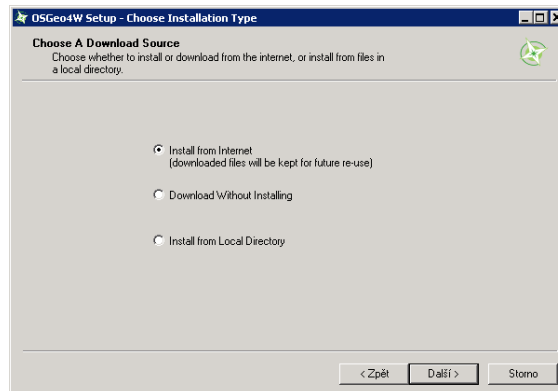 OSGeo4W Setup - Choose Installation Type
Choose A Download Source
Choose whether to install or download from the internet, or install from files in
a local directory.
Install from Internet
(downloaded files will be kept for future re-use)
Download Without Installing
Install from Local Directory
< Zpět
Další >
Storno